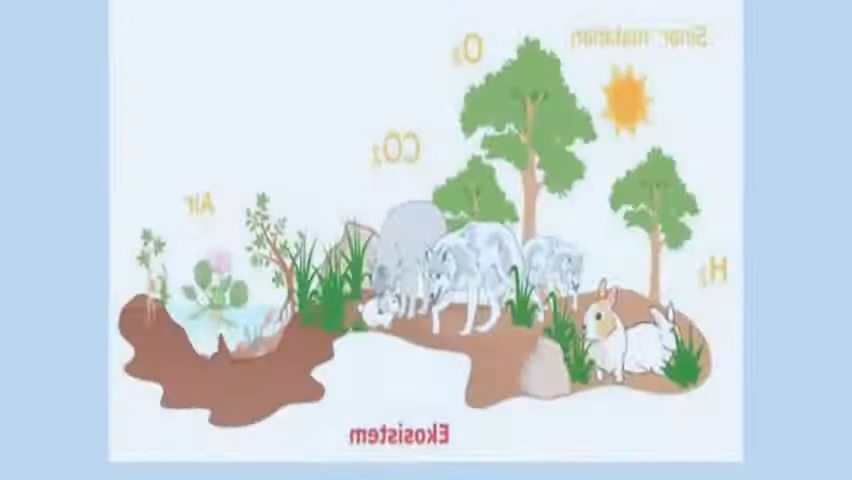 Sinar matahari
O₂
CO₂
Air
H₂
Ekosistem